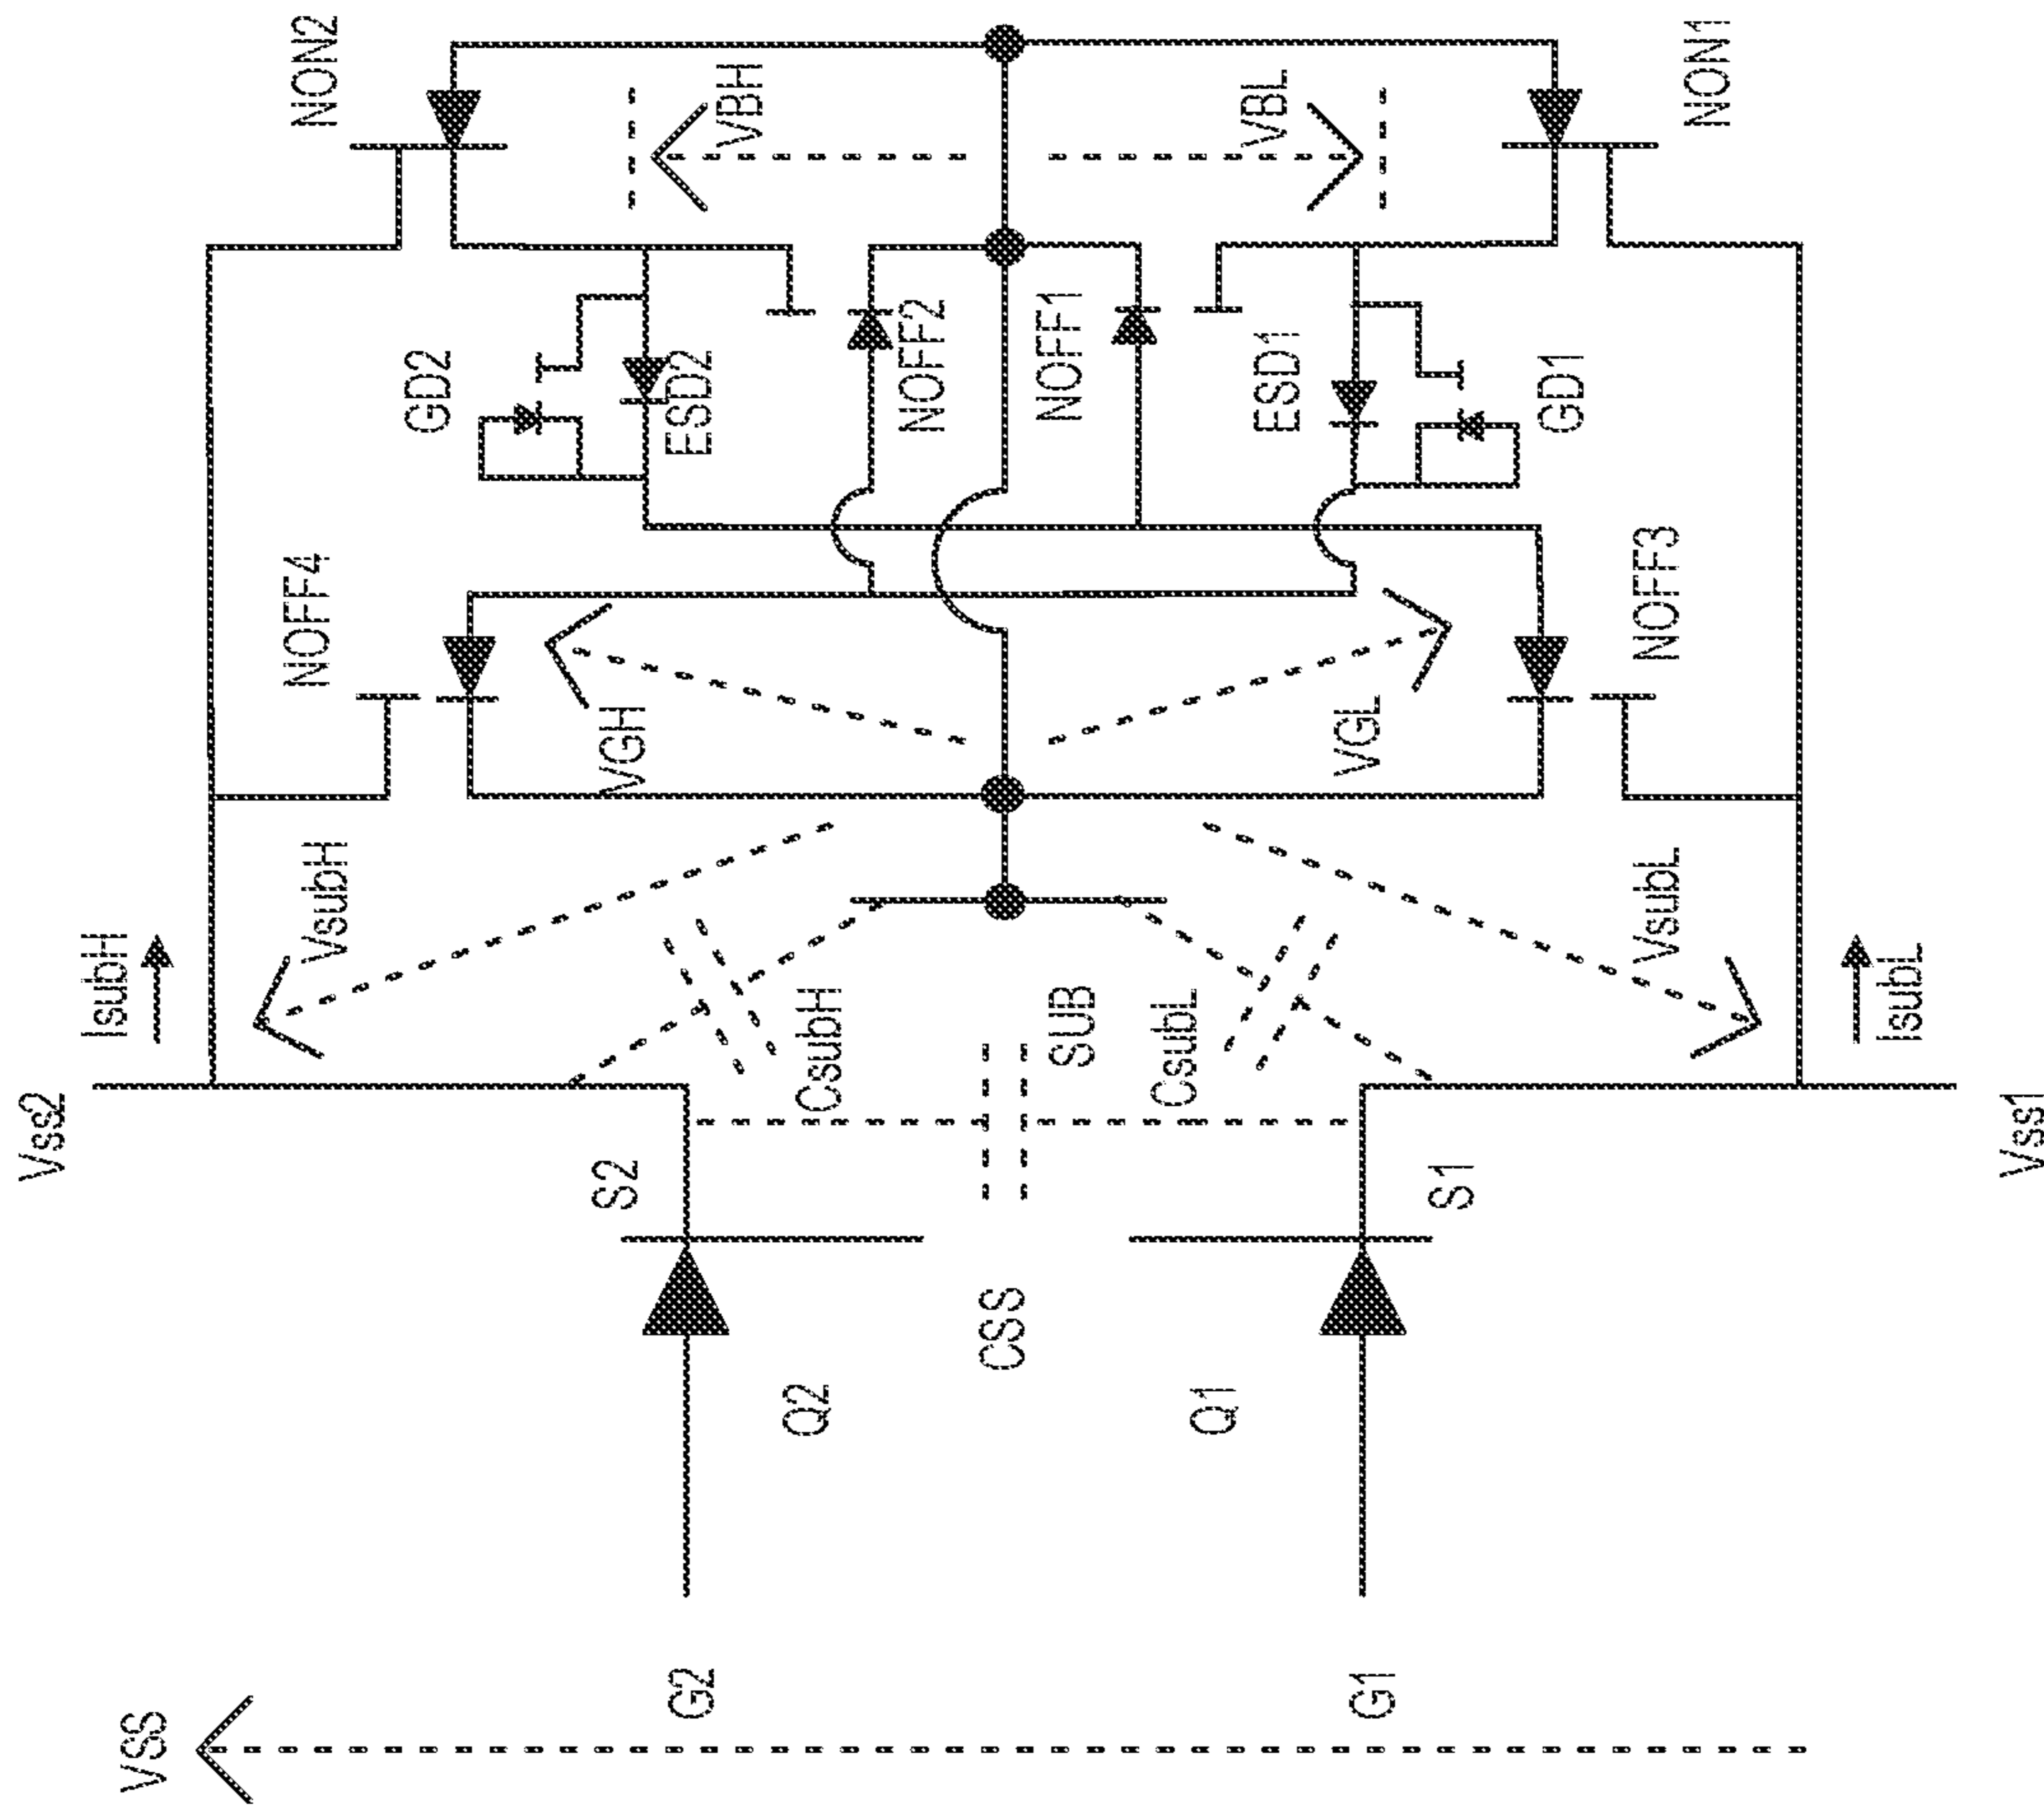 Vss2
IsubH
VSS
VsubH
NOFF4
NON2
GD2
S2
VGH
G2
ESD2
VBH
Q2
CsubH
NOFF2
CSS
SUB
NOFF1
CsubL
Q1
VBL
ESD1
VGL
G1
S1
GD1
VsubL
NOFF3
NON1
IsubL
Vss1